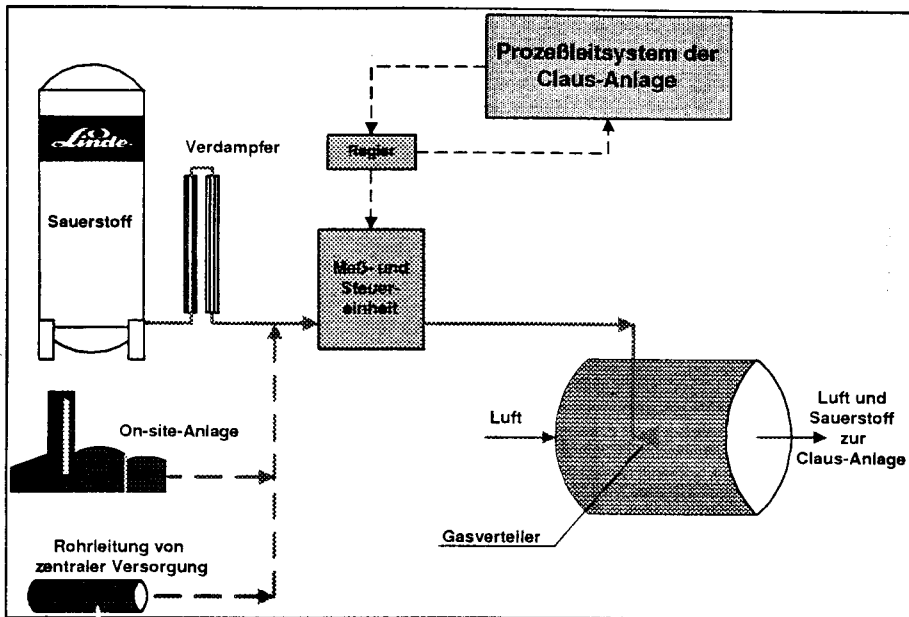 Prozeßleitsystem der
Claus-Anlage
Linde
Verdampfer
Regler
Sauerstoff
Meß- und
Steuer-
einheit
Luft
Luft und
Sauerstoff
zur
Claus-Anlage
On-site-Anlage
Gasverteiler
Rohrleitung von
zentraler Versorgung